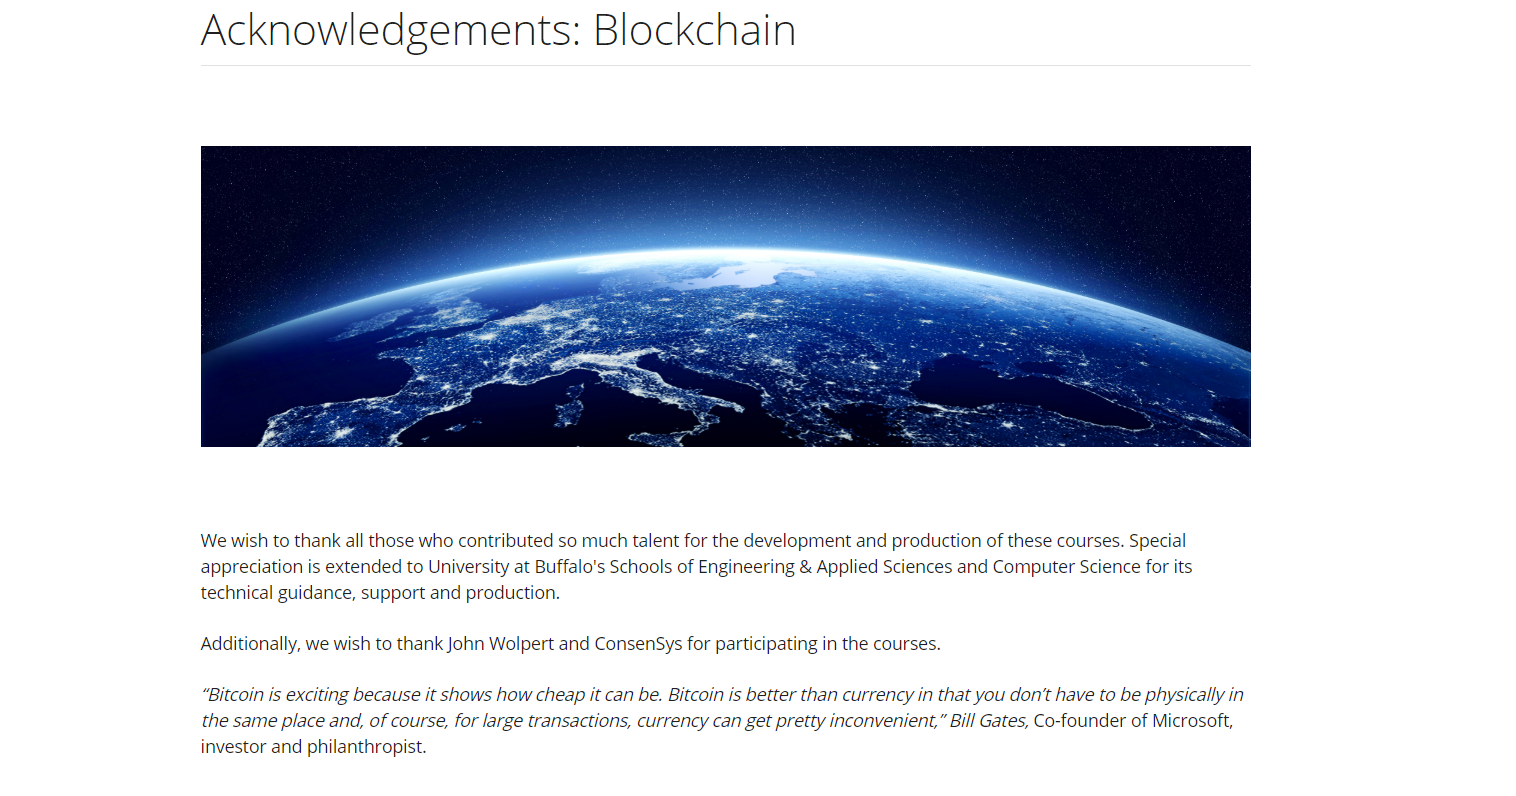 Acknowledgements: Blockchain
We wish to thank all those who contributed so much talent for the development and production of these courses. Special
appreciation is extended to University at Buffalo's Schools of Engineering & Applied Sciences and Computer Science for its
technical guidance, support and production.
Additionally, we wish to thank John Wolpert and ConsenSys for participating in the courses.
“Bitcoin is exciting because it shows how cheap it can be. Bitcoin is better than currency in that you don’t have to be physically in
the same place and, of course, for large transactions, currency can get pretty inconvenient,” Bill Gates, Co-founder of Microsoft,
investor and philanthropist.